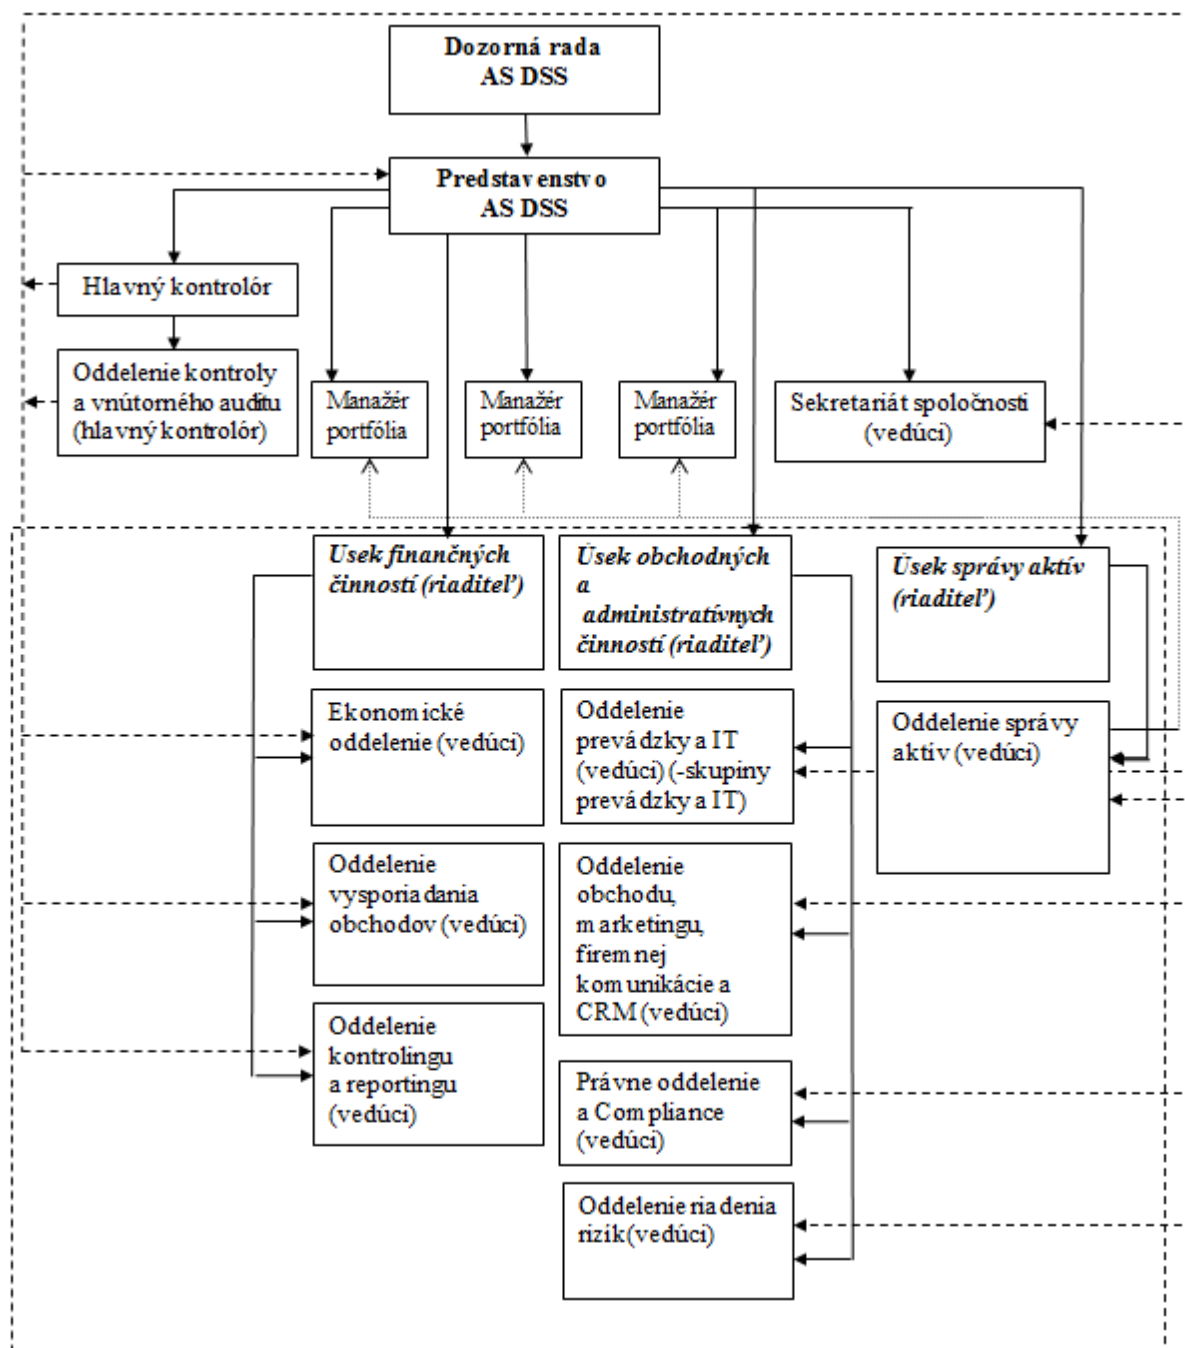 Dozorná rada
AS DSS
Predstavenstvo
AS DSS
Hlavný kontrolór
Oddelenie kontroly
a vnútorného auditu
(hlavný kontrolór)
Manažér
portfólia
Manažér
portfólia
Manažér
portfólia
Sekretariát spoločnosti
(vedúci)
Úsek finančných
činností (riaditeľ)
Úsek obchodných
a
administratívnych
činností (riaditeľ)
Úsek správy aktív
(riaditeľ)
Ekonomické
oddelenie (vedúci)
Oddelenie
prevádzky a IT
(vedúci) (-skupiny
prevádzky a IT)
Oddelenie správy
aktív (vedúci)
Oddelenie
vysporiadania
obchodov (vedúci)
Oddelenie
obchodu,
marketingu,
firemnej
komunikácie a
CRM (vedúci)
Oddelenie
kontrolingu
a reportingu
(vedúci)
Právne oddelenie
a Compliance
(vedúci)
Oddelenie riadenia
rizík (vedúci)